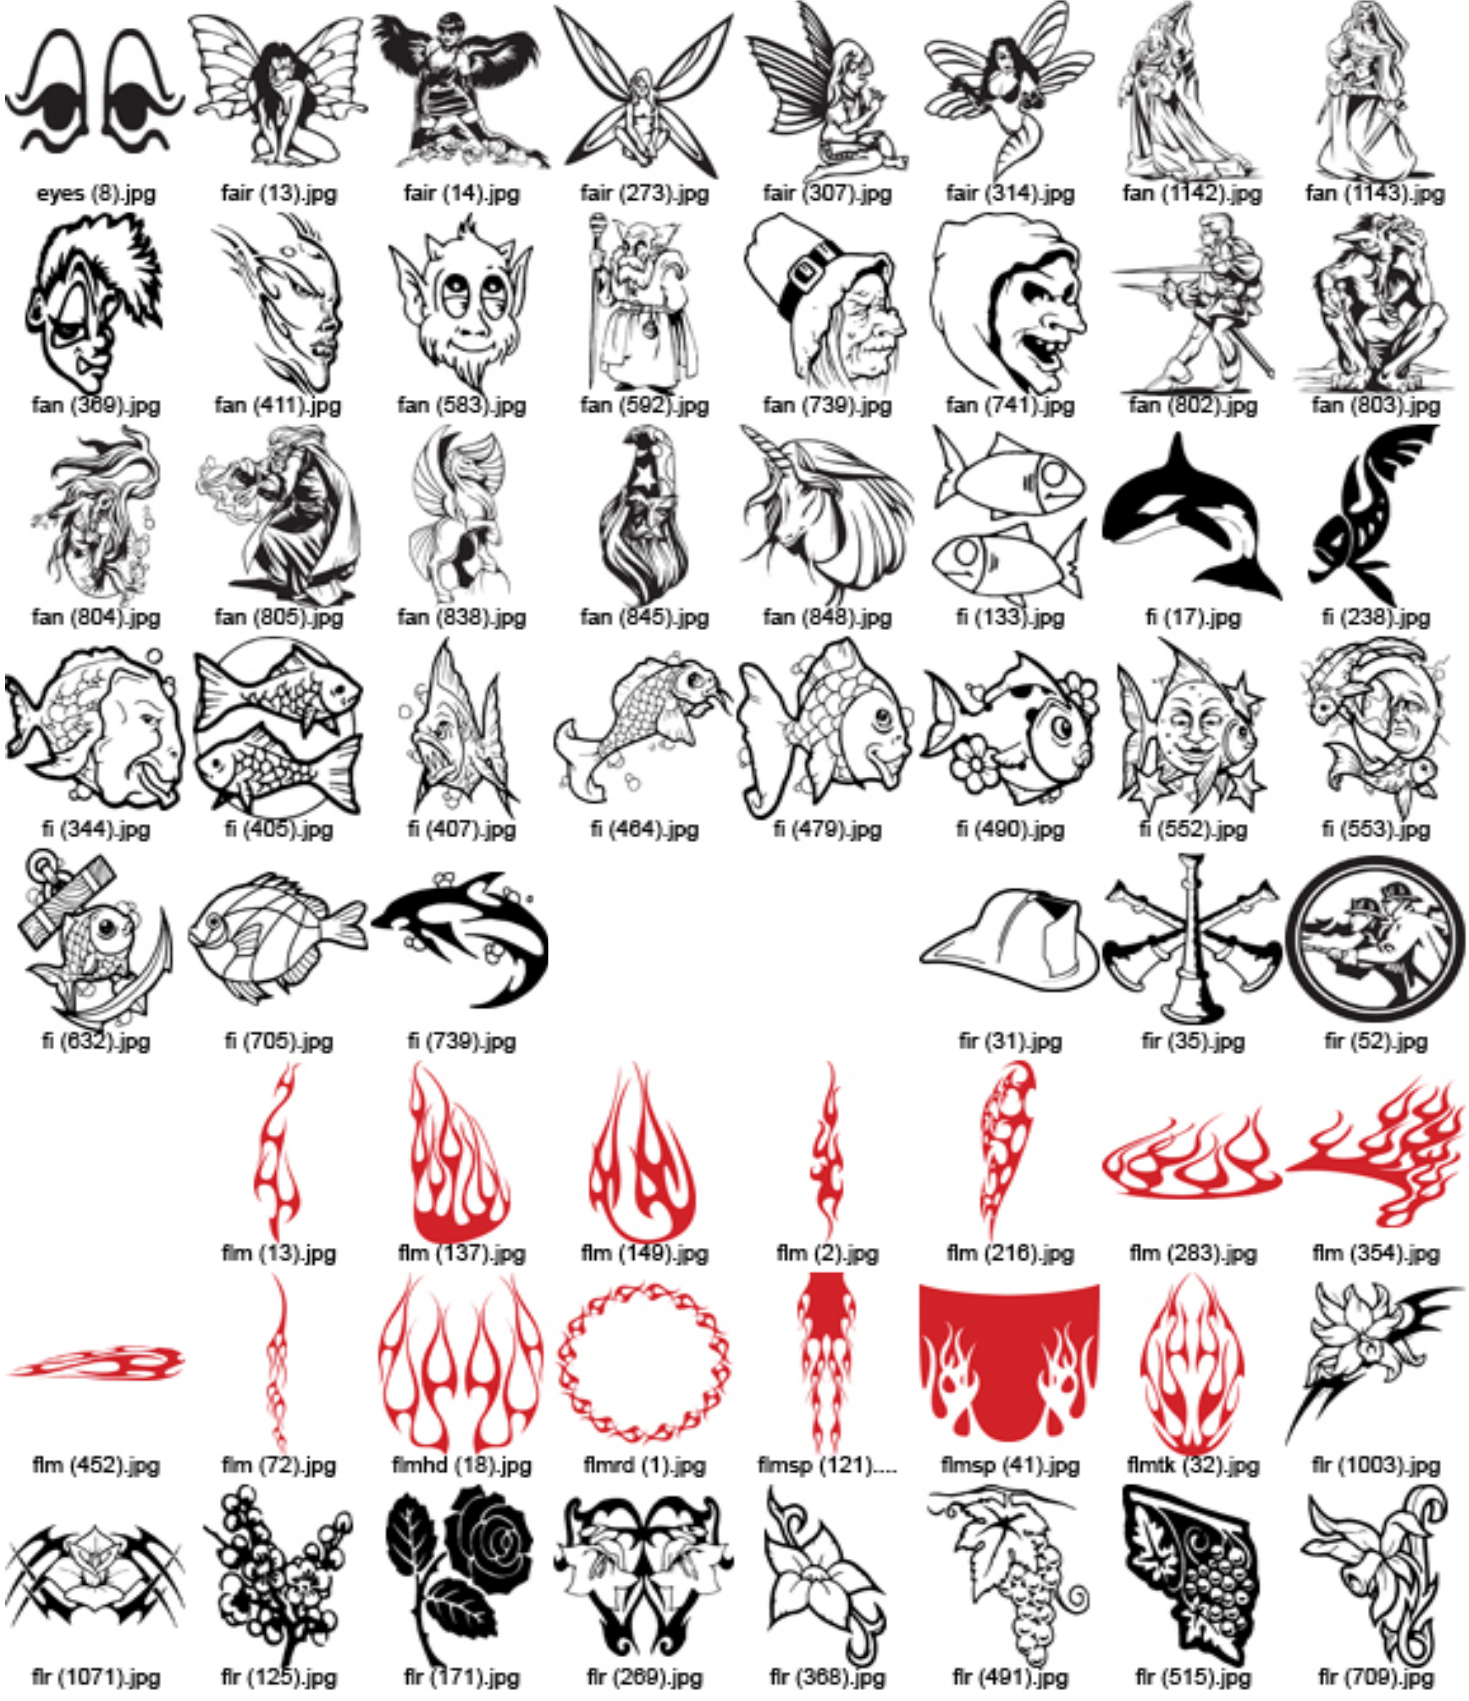 eyes (8).jpg fair (13).jpg fair (14).jpg fair (273).jpg fair (307).jpg fair (314).jpg fan (1142).jpg fan (1143).jpg
fan (369).jpg fan (411).jpg fan (583).jpg fan (592).jpg fan (739).jpg fan (741).jpg fan (802).jpg fan (803).jpg
fan (804).jpg fan (805).jpg fan (838).jpg fan (845).jpg fan (848).jpg fi (133).jpg fi (17).jpg fi (238).jpg
fi (344).jpg fi (405).jpg fi (407).jpg fi (464).jpg fi (479).jpg fi (490).jpg fi (552).jpg fi (553).jpg
fi (632).jpg fi (705).jpg fi (739).jpg fir (31).jpg fir (35).jpg fir (52).jpg
flm (13).jpg flm (137).jpg flm (149).jpg flm (2).jpg flm (216).jpg flm (283).jpg flm (354).jpg
flm (452).jpg flm (72).jpg flmhd (18).jpg flmrd (1).jpg flmsp (121).... flmsp (41).jpg flmtk (32).jpg flr (1003).jpg
flr (1071).jpg flr (125).jpg flr (171).jpg flr (269).jpg flr (368).jpg flr (491).jpg flr (515).jpg flr (709).jpg